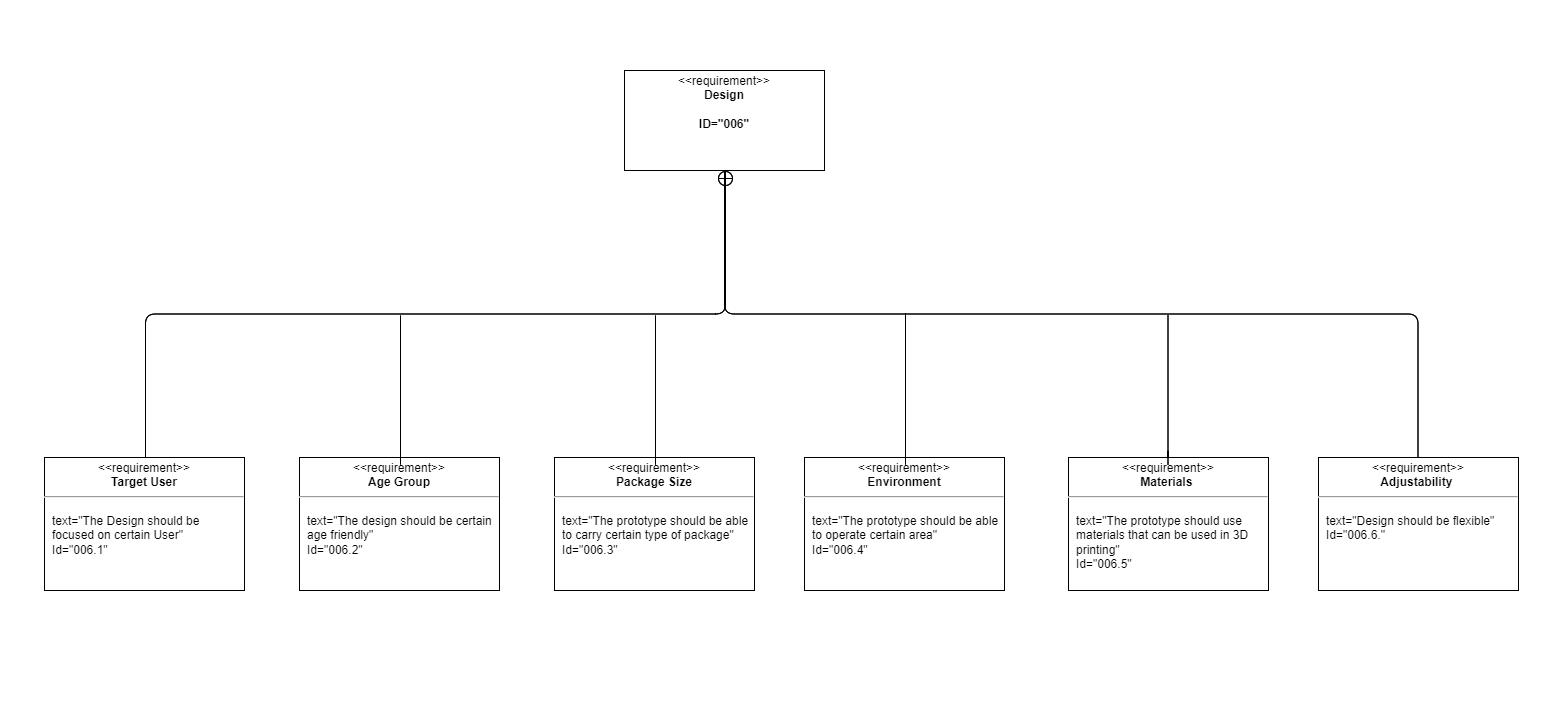 <<requirement>>
Design
ID="006"
<<requirement>>
Target User
text="The Design should be
focused on certain User"
Id="006.1"
<<requirement>>
Age Group
text="The design should be certain
age friendly"
Id="006.2"
<<requirement>>
Package Size
text="The prototype should be able
to carry certain type of package"
Id="006.3"
<<requirement>>
Environment
text="The prototype should be able
to operate certain area"
Id="006.4"
<<requirement>>
Materials
text="The prototype should use
materials that can be used in 3D
printing"
Id="006.5"
<<requirement>>
Adjustability
text="Design should be flexible"
Id="006.6."